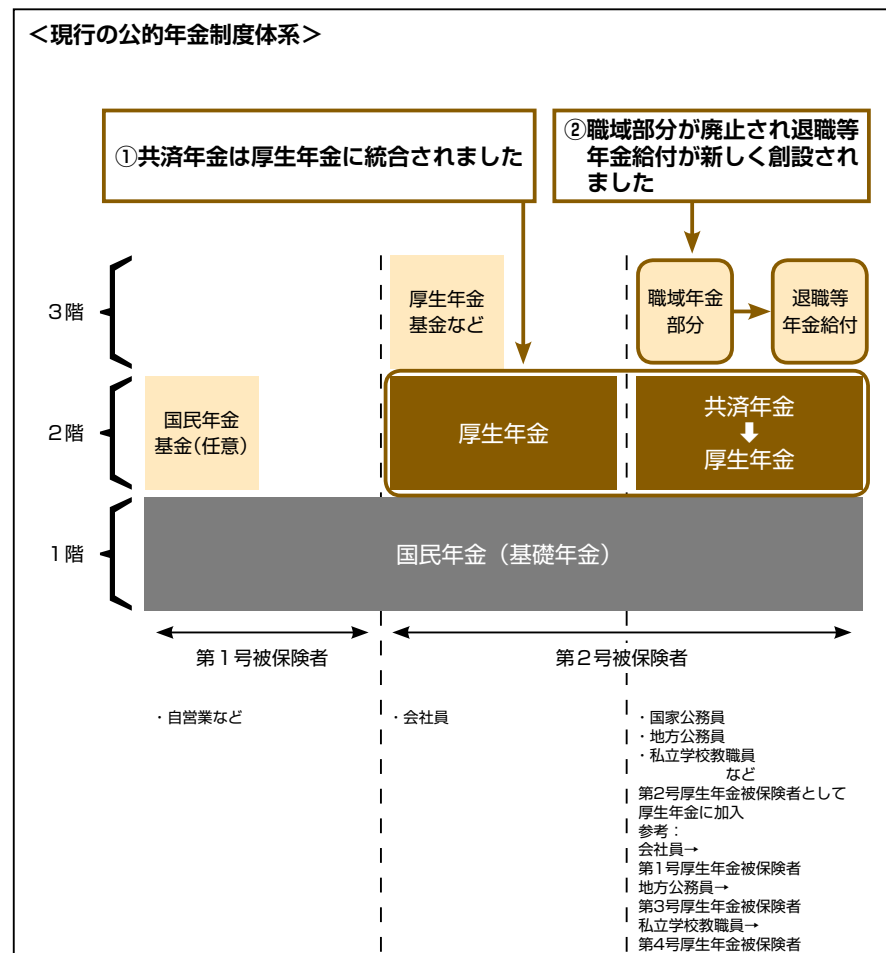 ＜現行の公的年金制度体系＞
①共済年金は厚生年金に統合されました
②職域部分が廃止され退職等
年金給付が新しく創設され
ました
3階
厚生年金
基金など
職域年金
部分
退職等
年金給付
2階
国民年金
基金（任意）
厚生年金
共済年金
厚生年金
1階
国民年金（基礎年金）
第1号被保険者
第2号被保険者
・自営業など
・会社員
・国家公務員
・地方公務員
・私立学校教職員
など
第2号厚生年金被保険者として
厚生年金に加入
参考：
会社員→
第1号厚生年金被保険者
地方公務員→
第3号厚生年金被保険者
私立学校教職員→
第4号厚生年金被保険者